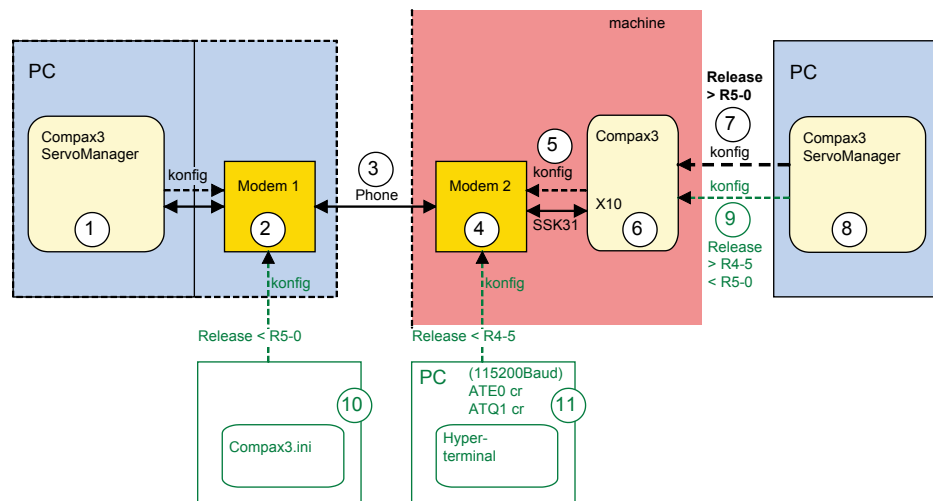 machine
PC
Compax3
ServoManager
1
konfig
Modem 1
2
3
Phone
Modem 2
4
5
konfig
SSK31
Compax3
X10
6
Release
> R5-0
7
konfig
konfig
9
Release
> R4-5
< R5-0
PC
Compax3
ServoManager
8
konfig
Release < R5-0
10
Compax3.ini
konfig
Release < R4-5
PC
(115200Baud)
ATE0 cr
ATQ1 cr
11
Hyper-
terminal